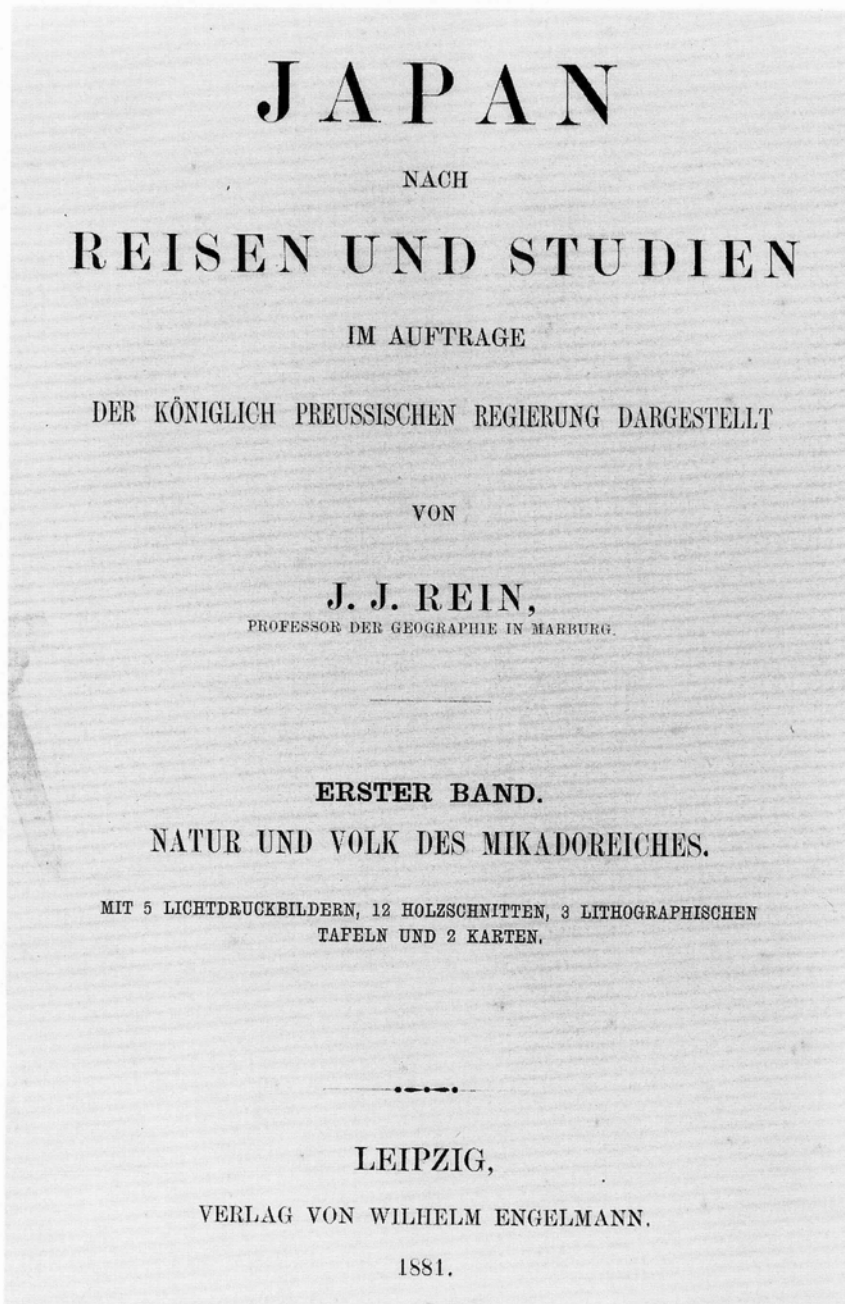 JAPAN
NACH
REISEN UND STUDIEN
IM AUFTRAGE
DER KÖNIGLICH PREUSSISCHEN REGIERUNG DARGESTELLT
VON
J. J. REIN,
PROFESSOR DER GEOGRAPHIE IN MARBURG.
ERSTER BAND.
NATUR UND VOLK DES MIKADOREICHES.
MIT 5 LICHTDRUCKBILDERN, 12 HOLZSCHNITTEN, 3 LITHOGRAPHISCHEN
TAFELN UND 2 KARTEN.
LEIPZIG,
VERLAG VON WILHELM ENGELMANN.
1881.